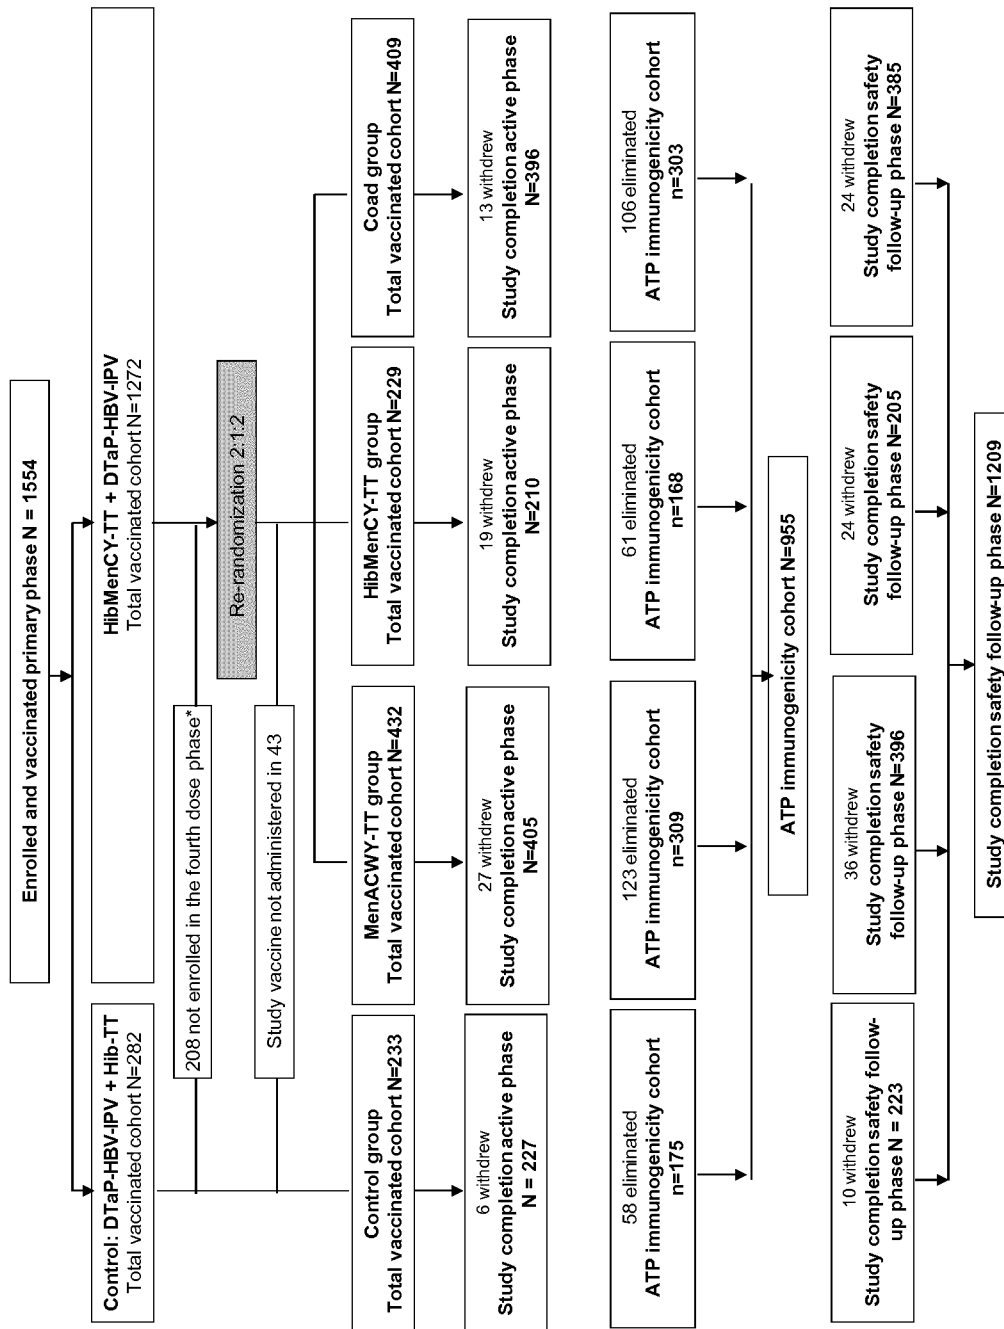 Enrolled and vaccinated primary phase N = 1554
Control: DTaP-HBV-IPV + Hib-TT
Total vaccinated cohort N=282
HibMenCY-TT + DTaP-HBV-IPV
Total vaccinated cohort N=1272
208 not enrolled in the fourth dose phase*
Re-randomization 2:1:2
Study vaccine not administered in 43
Control group
Total vaccinated cohort N=233
MenACWY-TT group
Total vaccinated cohort N=432
HibMenCY-TT group
Total vaccinated cohort N=229
Coad group
Total vaccinated cohort N=409
6 withdrew
Study completion active phase
N = 227
27 withdrew
Study completion active phase
N=405
19 withdrew
Study completion active phase
N=210
13 withdrew
Study completion active phase
N=396
58 eliminated
ATP immunogenicity cohort
n=175
123 eliminated
ATP immunogenicity cohort
n=309
61 eliminated
ATP immunogenicity cohort
n=168
106 eliminated
ATP immunogenicity cohort
n=303
ATP immunogenicity cohort N=955
10 withdrew
Study completion safety follow-
up phase N = 223
36 withdrew
Study completion safety
follow-up phase N=396
24 withdrew
Study completion safety
follow-up phase N=205
24 withdrew
Study completion safety
follow-up phase N=385
Study completion safety follow-up phase N=1209